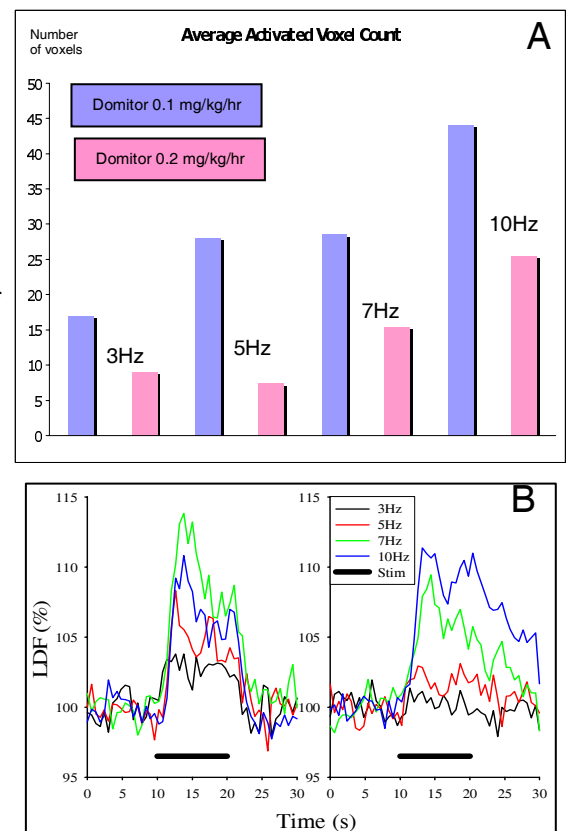 Number
of voxels
Average Activated Voxel Count
A
50
45
40
35
30
25
20
15
10
5
0
Domitor 0.1 mg/kg/hr
Domitor 0.2 mg/kg/hr
3Hz
5Hz
7Hz
10Hz
B
115
110
105
100
95
LDF (%)
0 5 10 15 20 25 30
115
110
105
100
95
3Hz
5Hz
7Hz
10Hz
Stim
0 5 10 15 20 25 30
Time (s)